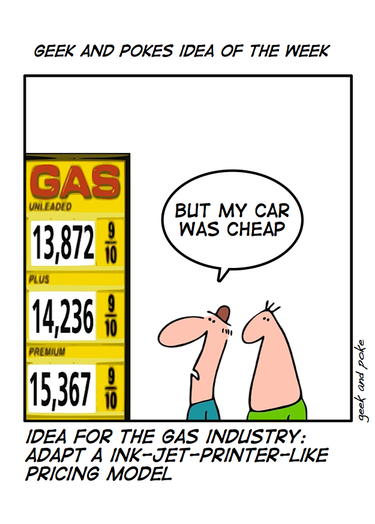 GEEK AND POKES IDEA OF THE WEEK
GAS
UNLEADED
13,872 9/10
PLUS
14,236 9/10
PREMIUM
15,367 9/10
BUT MY CAR
WAS CHEAP
geek and poke
IDEA FOR THE GAS INDUSTRY:
ADAPT A INK-JET-PRINTER-LIKE
PRICING MODEL